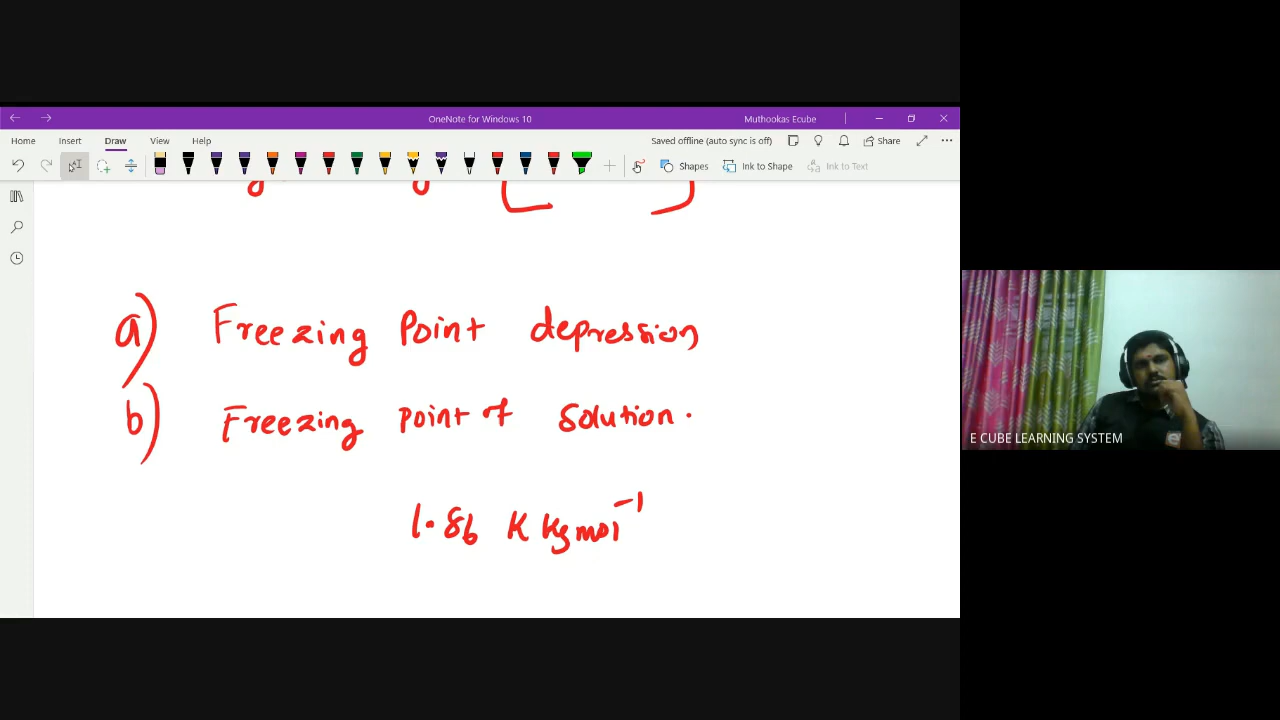 OneNote for Windows 10
Muthookas Ecube
Home Insert Draw View Help
Saved offline (auto sync is off)
Share
Shapes Ink to Shape Ink to Text
a) Freezing Point depression
b) Freezing point of solution.
1.86 K Kg mol⁻¹
E CUBE LEARNING SYSTEM